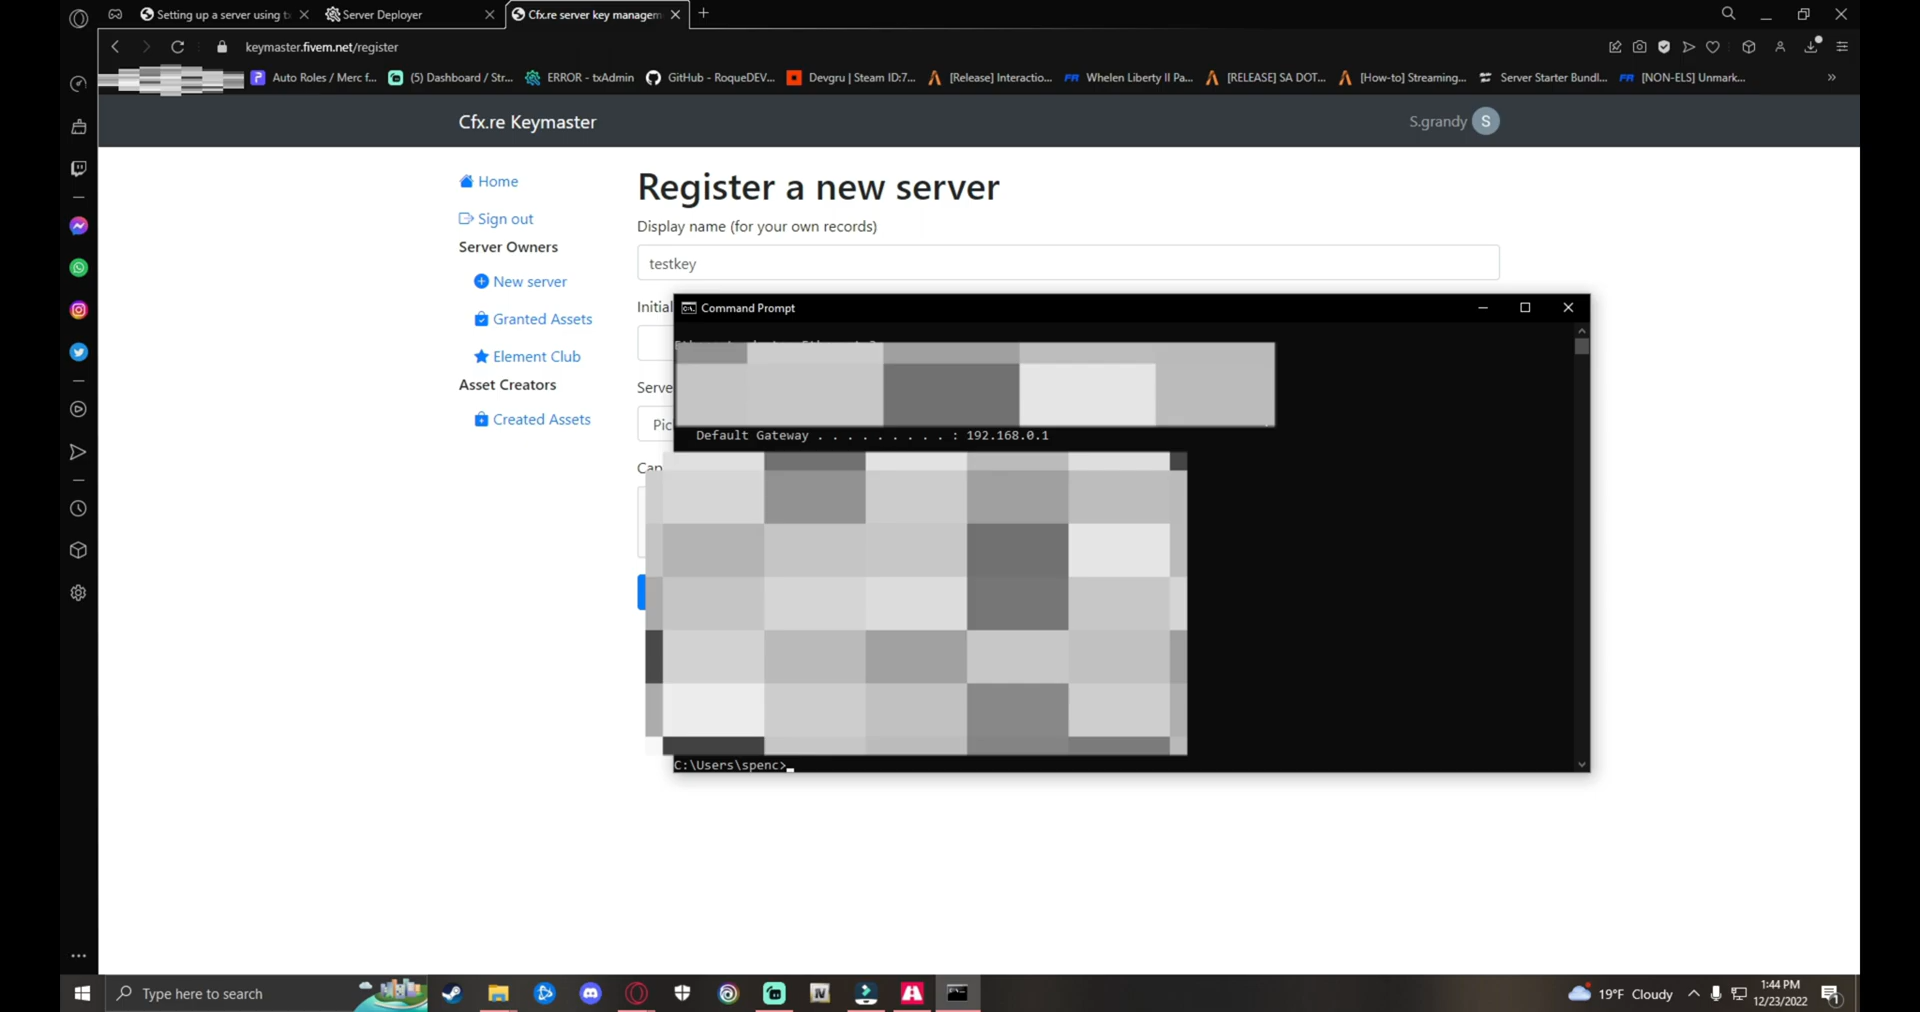 Setting up a server using t
Server Deployer
Cfx.re server key managem
keymaster.fivem.net/register
Auto Roles / Merc f...
(5) Dashboard / Str...
ERROR - txAdmin
GitHub - RoqueDEV...
Devgru | Steam ID:7...
[Release] Interactio...
Whelen Liberty II Pa...
[RELEASE] SA DOT...
[How-to] Streaming...
Server Starter Bundl...
[NON-ELS] Unmark...
Cfx.re Keymaster
S.grandy
S
Home
Sign out
Server Owners
New server
Granted Assets
Element Club
Asset Creators
Created Assets
Register a new server
Display name (for your own records)
testkey
Initial
Serve
Pic
Cap
Command Prompt
Default Gateway . . . . . . . . . : 192.168.0.1
C:\Users\spenc>
Type here to search
19°F Cloudy
1:44 PM
12/23/2022
1